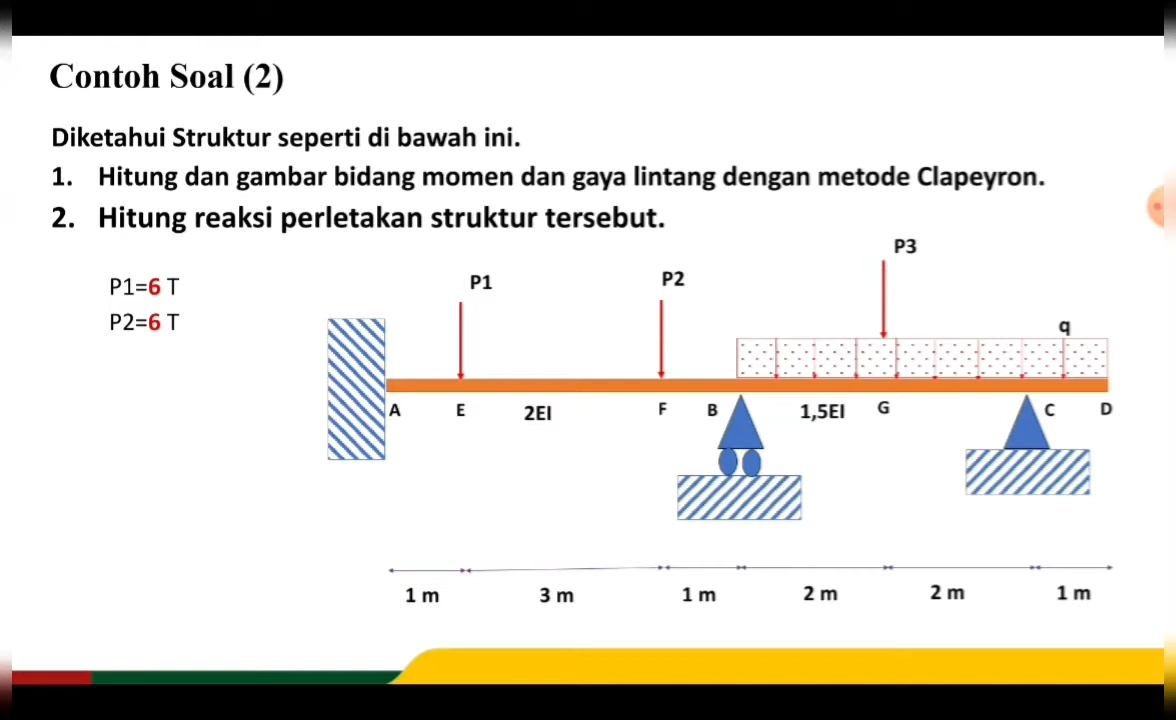 Contoh Soal (2)
Diketahui Struktur seperti di bawah ini.
1. Hitung dan gambar bidang momen dan gaya lintang dengan metode Clapeyron.
2. Hitung reaksi perletakan struktur tersebut.
P3
P1=6 T
P1
P2
P2=6 T
q
A E 2EI F B 1,5EI G C D
1 m 3 m 1 m 2 m 2 m 1 m